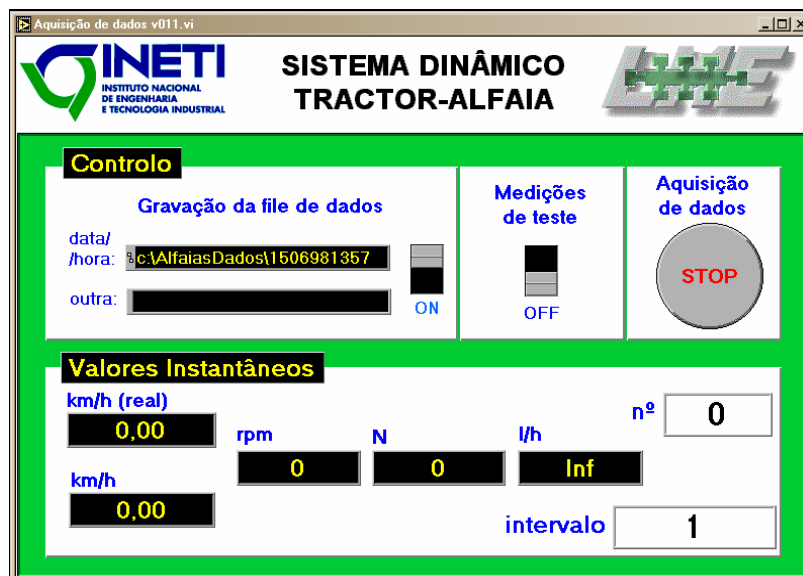 Aquisição de dados v011.vi
INETI
INSTITUTO NACIONAL
DE ENGENHARIA
E TECNOLOGIA INDUSTRIAL
SISTEMA DINÂMICO
TRACTOR-ALFAIA
LME
Controlo
Gravação da file de dados
data/
/hora:
c:\AlfaiasDados\1506981357
outra:
ON
Medições
de teste
OFF
Aquisição
de dados
STOP
Valores Instantâneos
km/h (real)
0,00
km/h
0,00
rpm
0
N
0
l/h
Inf
nº
0
intervalo
1